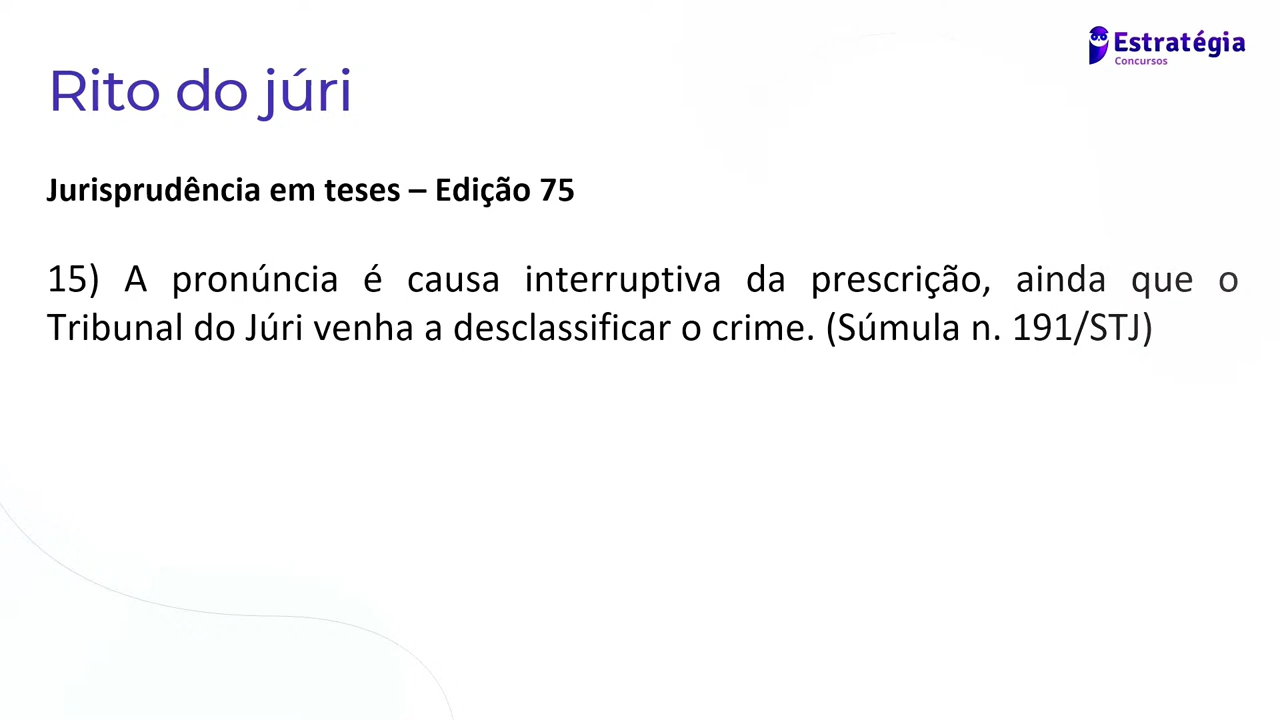 Estratégia
Concursos
Rito do júri
Jurisprudência em teses – Edição 75
15) A pronúncia é causa interruptiva da prescrição, ainda que o
Tribunal do Júri venha a desclassificar o crime. (Súmula n. 191/STJ)